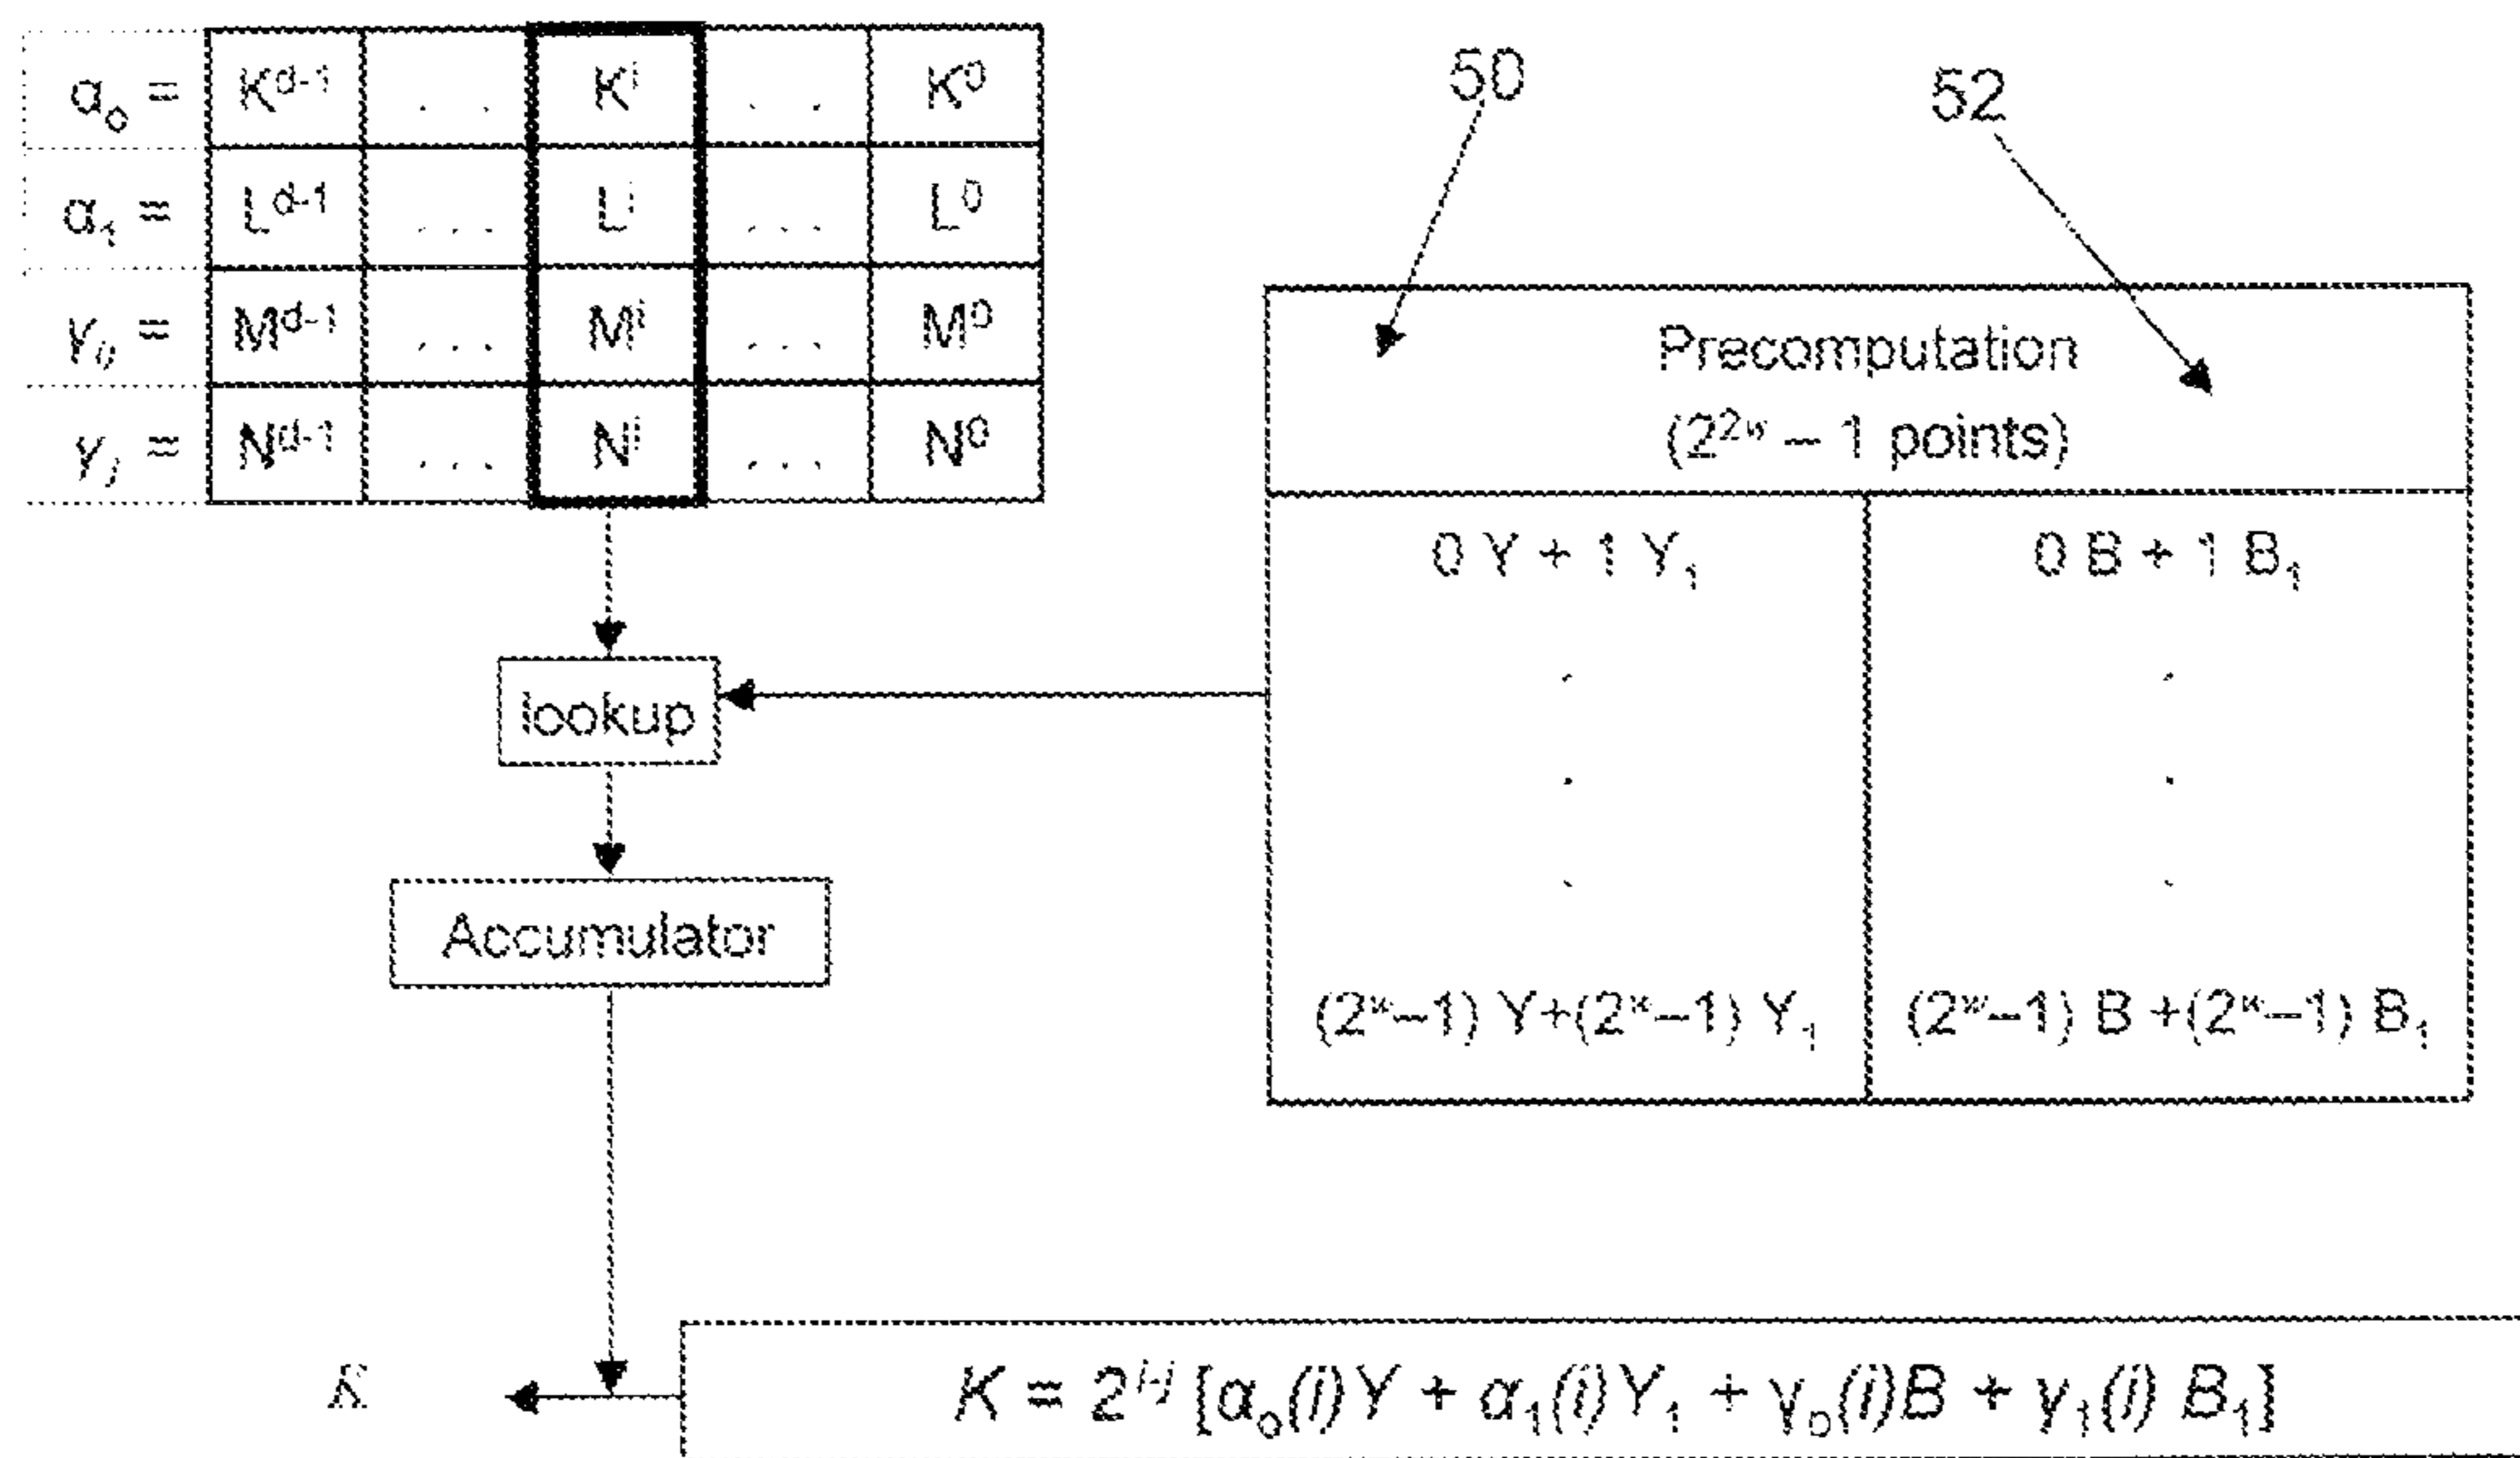 α₀ = K^{d-1} . . K^i . . K^0
α₁ = L^{d-1} . . . L^i . . . L^0
γ₀ = M^{d-1} . . . M^i . . . M^0
γ₁ = N^{d-1} . . . N^i . . . N^0
50
52
Precomputation
(2^{2w} – 1 points)
0 Y + 1 Y₁
0 B + 1 B₁
.
.
.
(2^w–1) Y+(2^w–1) Y₁
(2^w–1) B +(2^w–1) B₁
lookup
Accumulator
K
[α₀(i)Y + α₁(i)Y₁ + γ₀(i)B + γ₁(i) B₁]
K = 2